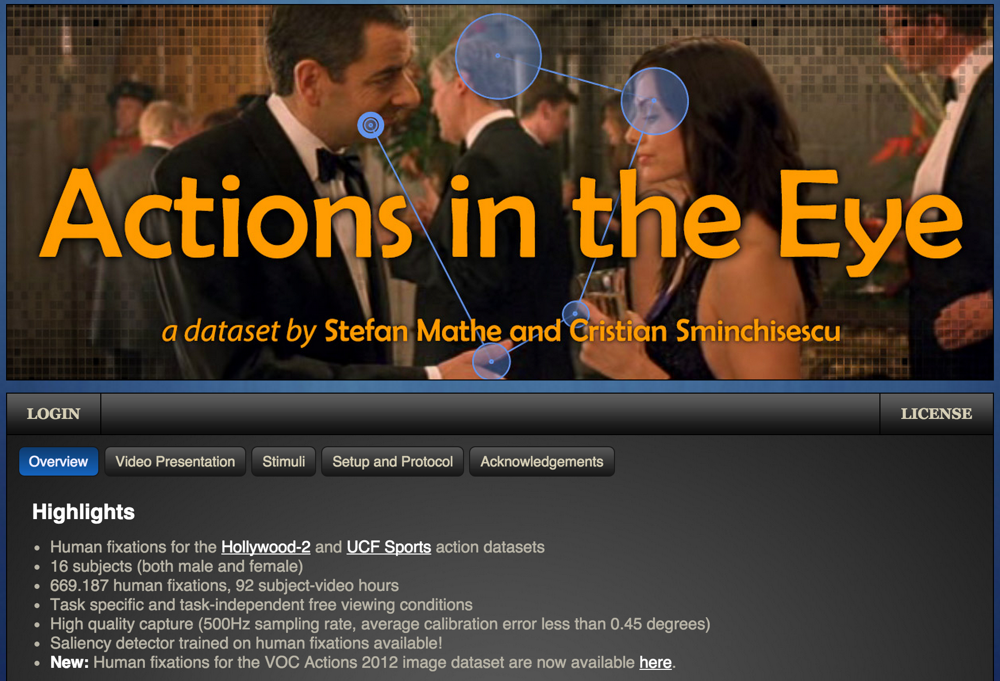 Actions in the Eye
a dataset by Stefan Mathe and Cristian Sminchisescu
LOGIN
LICENSE
Overview
Video Presentation
Stimuli
Setup and Protocol
Acknowledgements
Highlights
• Human fixations for the Hollywood-2 and UCF Sports action datasets
• 16 subjects (both male and female)
• 669.187 human fixations, 92 subject-video hours
• Task specific and task-independent free viewing conditions
• High quality capture (500Hz sampling rate, average calibration error less than 0.45 degrees)
• Saliency detector trained on human fixations available!
• New: Human fixations for the VOC Actions 2012 image dataset are now available here.